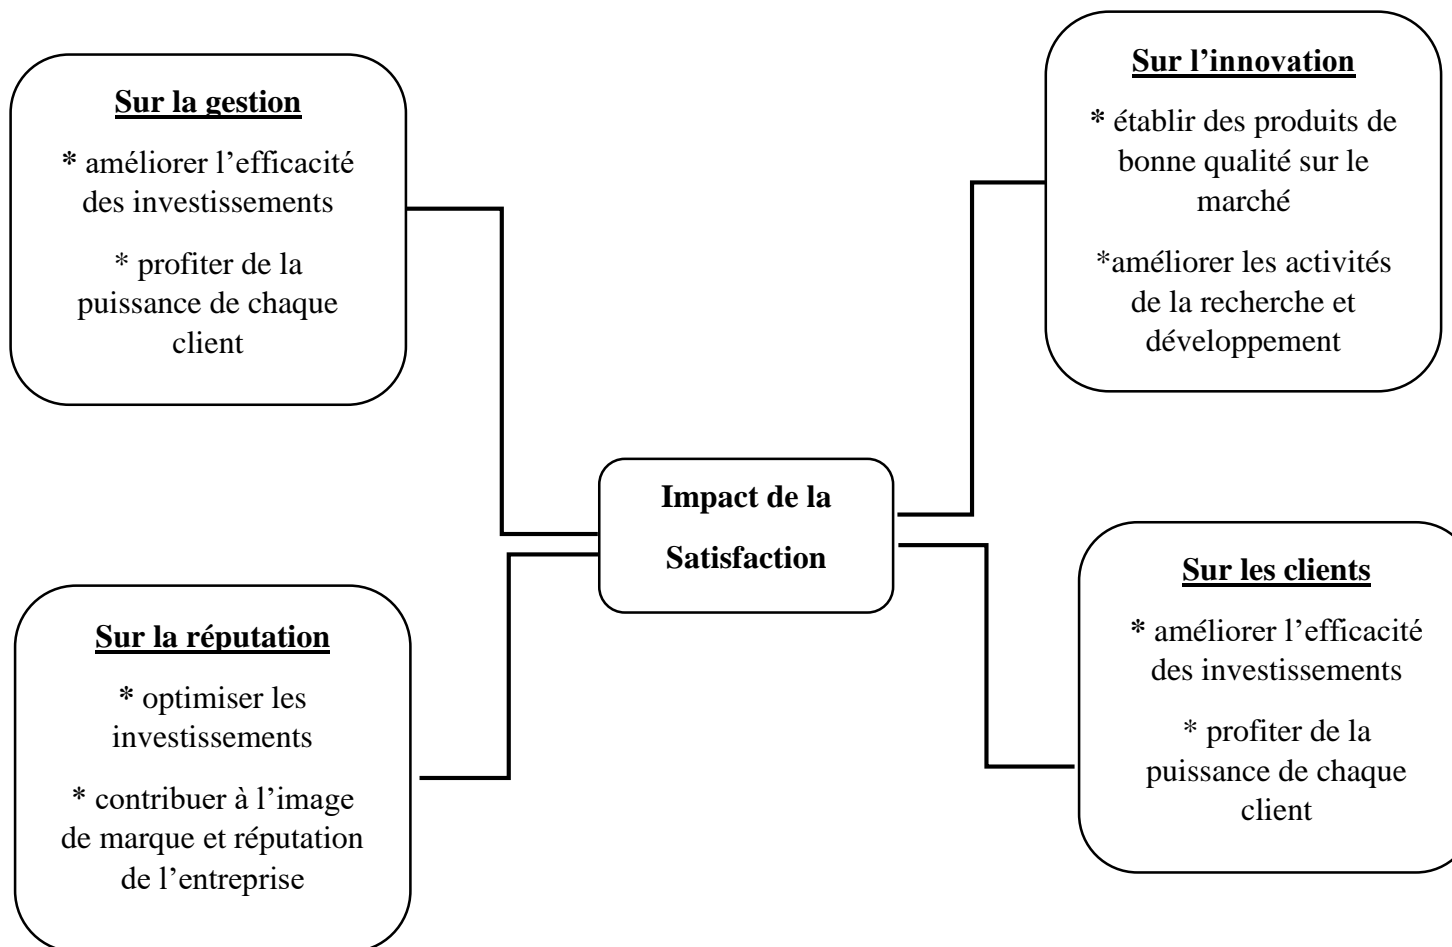 Sur la gestion
* améliorer l’efficacité
des investissements
* profiter de la
puissance de chaque
client
Sur l’innovation
* établir des produits de
bonne qualité sur le
marché
*améliorer les activités
de la recherche et
développement
Impact de la
Satisfaction
Sur la réputation
* optimiser les
investissements
* contribuer à l’image
de marque et réputation
de l’entreprise
Sur les clients
* améliorer l’efficacité
des investissements
* profiter de la
puissance de chaque
client